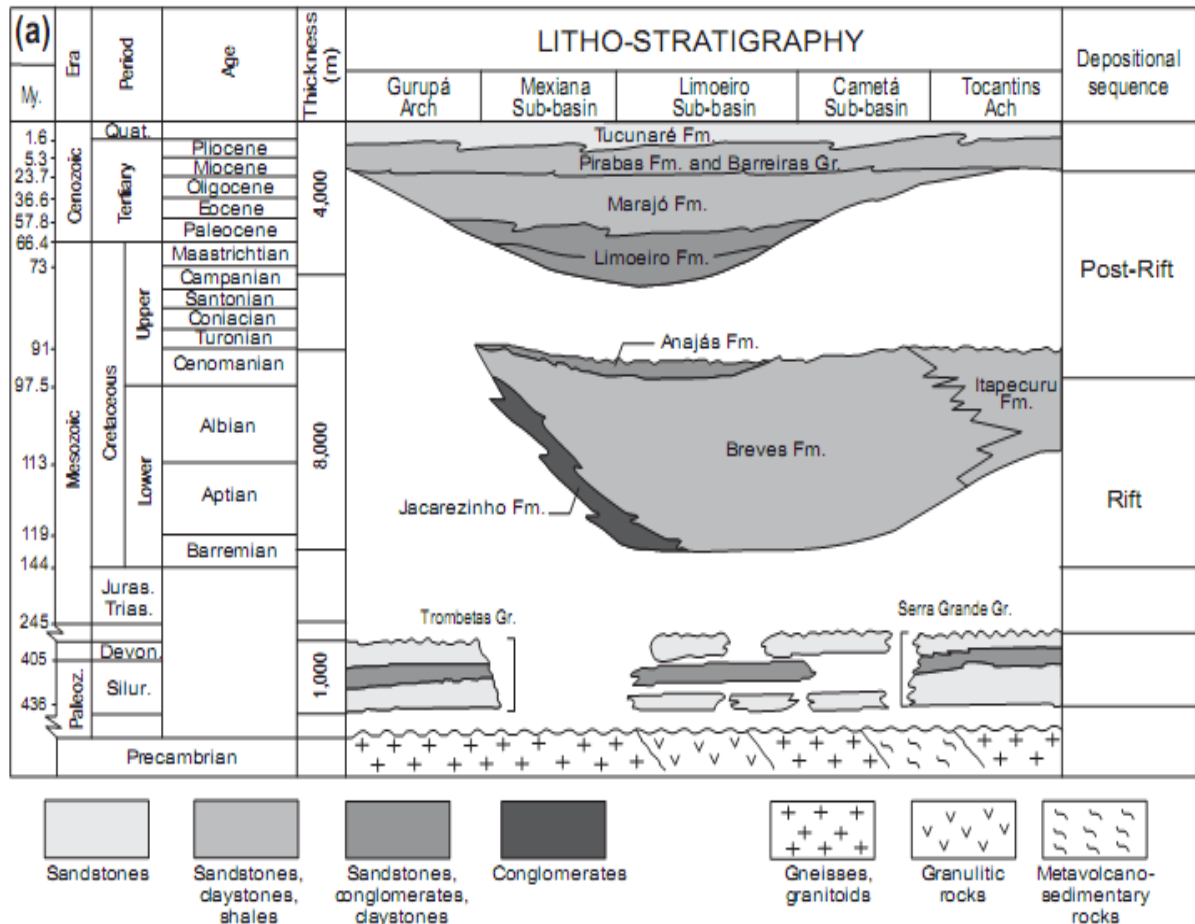 (a)
My.
Era
Period
Age
Thickness
(m)
LITHO-STRATIGRAPHY
Gurupá
Arch
Mexiana
Sub-basin
Limoeiro
Sub-basin
Cametá
Sub-basin
Tocantins
Ach
Depositional
sequence
1.6
5.3
23.7
36.6
57.8
66.4
73
91
97.5
113
119
144
245
405
436
Cenozoic
Mesozoic
Paleoz.
Quat.
Tertiary
Cretaceous
Upper
Lower
Juras.
Trias.
Devon.
Silur.
Precambrian
Pliocene
Miocene
Oligocene
Eocene
Paleocene
Maastrichtian
Campanian
Santonian
Coniacian
Turonian
Cenomanian
Albian
Aptian
Barremian
4,000
8,000
1,000
Tucunaré Fm.
Pirabas Fm. and Barreiras Gr.
Marajó Fm.
Limoeiro Fm.
Anajás Fm.
Itapecuru
Fm.
Breves Fm.
Jacarezinho Fm.
Trombetas Gr.
Serra Grande Gr.
Post-Rift
Rift
Sandstones
Sandstones,
claystones,
shales
Sandstones,
conglomerates,
claystones
Conglomerates
Gneisses,
granitoids
Granulitic
rocks
Metavolcano-
sedimentary
rocks